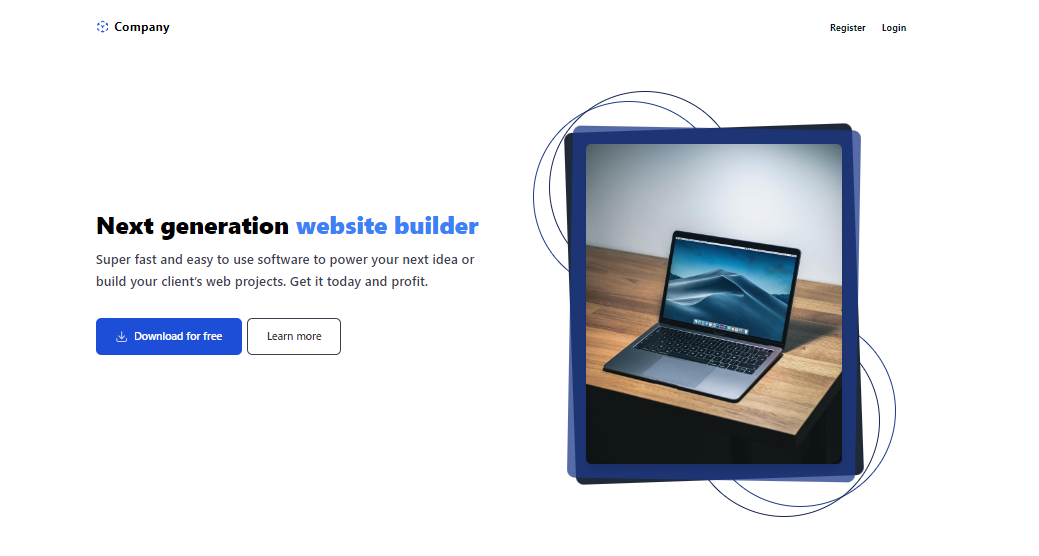 Company
Register
Login
Next generation website builder
Super fast and easy to use software to power your next idea or
build your client's web projects. Get it today and profit.
Download for free
Learn more